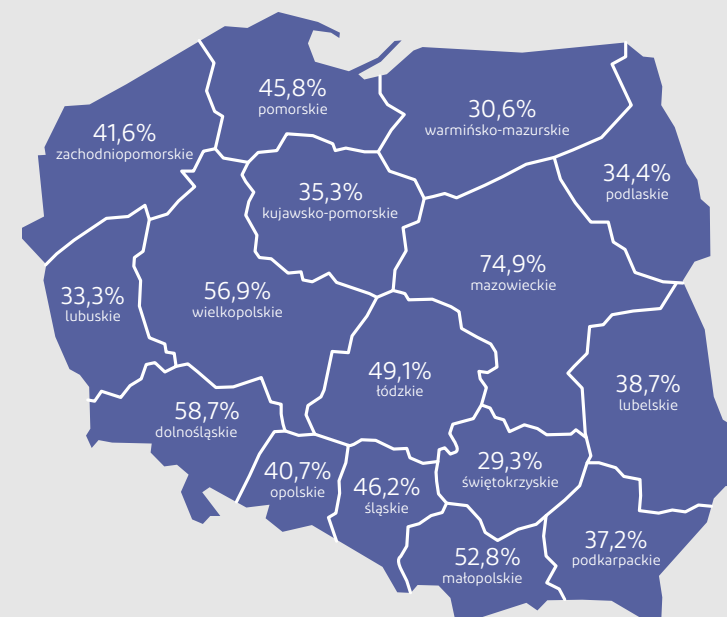 45,8%
pomorskie
30,6%
warmińsko-mazurskie
41,6%
zachodniopomorskie
34,4%
podlaskie
35,3%
kujawsko-pomorskie
74,9%
mazowieckie
33,3%
lubuskie
56,9%
wielkopolskie
49,1%
łódzkie
38,7%
lubelskie
58,7%
dolnośląskie
40,7%
opolskie
46,2%
śląskie
29,3%
świętokrzyskie
52,8%
małopolskie
37,2%
podkarpackie